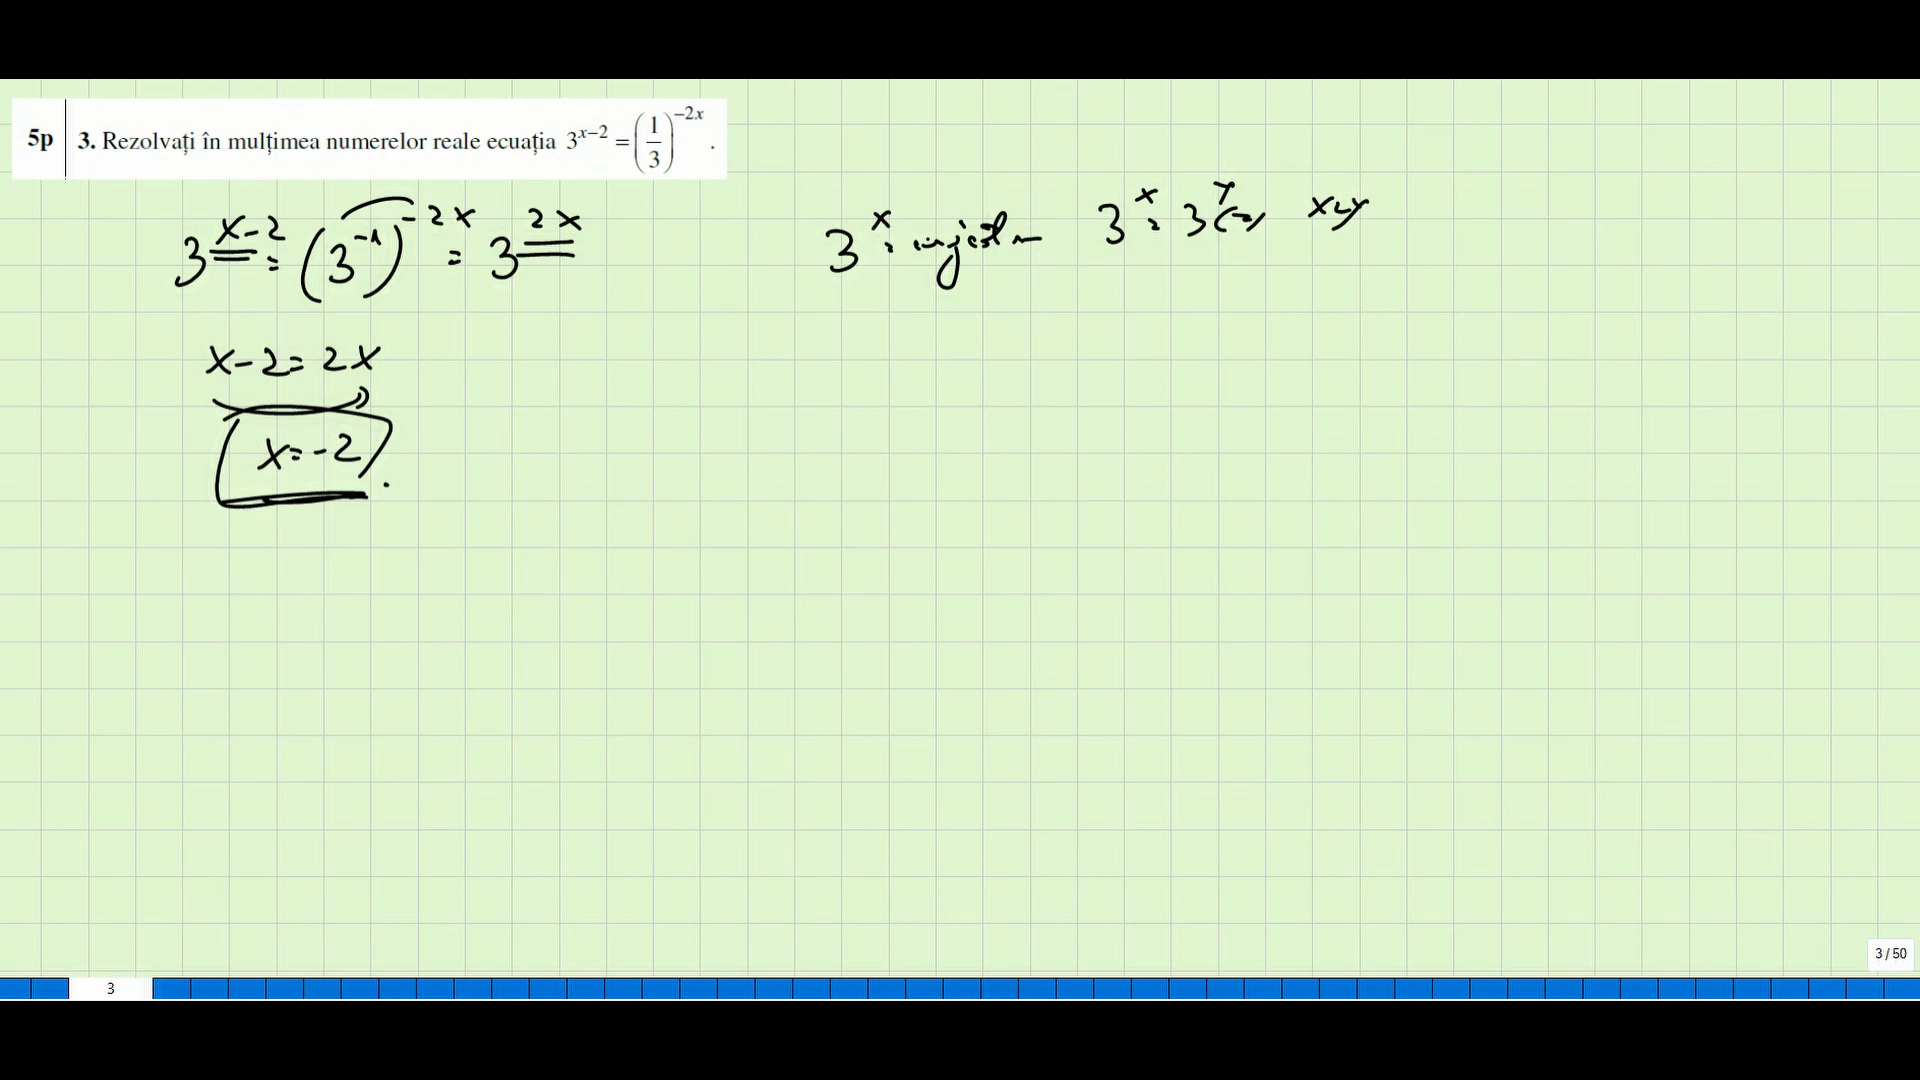 5p 3. Rezolvați în mulțimea numerelor reale ecuația 3^{x−2} = (1/3)^{−2x} .
3^{x-2} = (3^{-1})^{-2x} = 3^{2x}
3^x injectivă 3^x = 3^y (=) x=y
x-2=2x
x=-2.
3 / 50
3